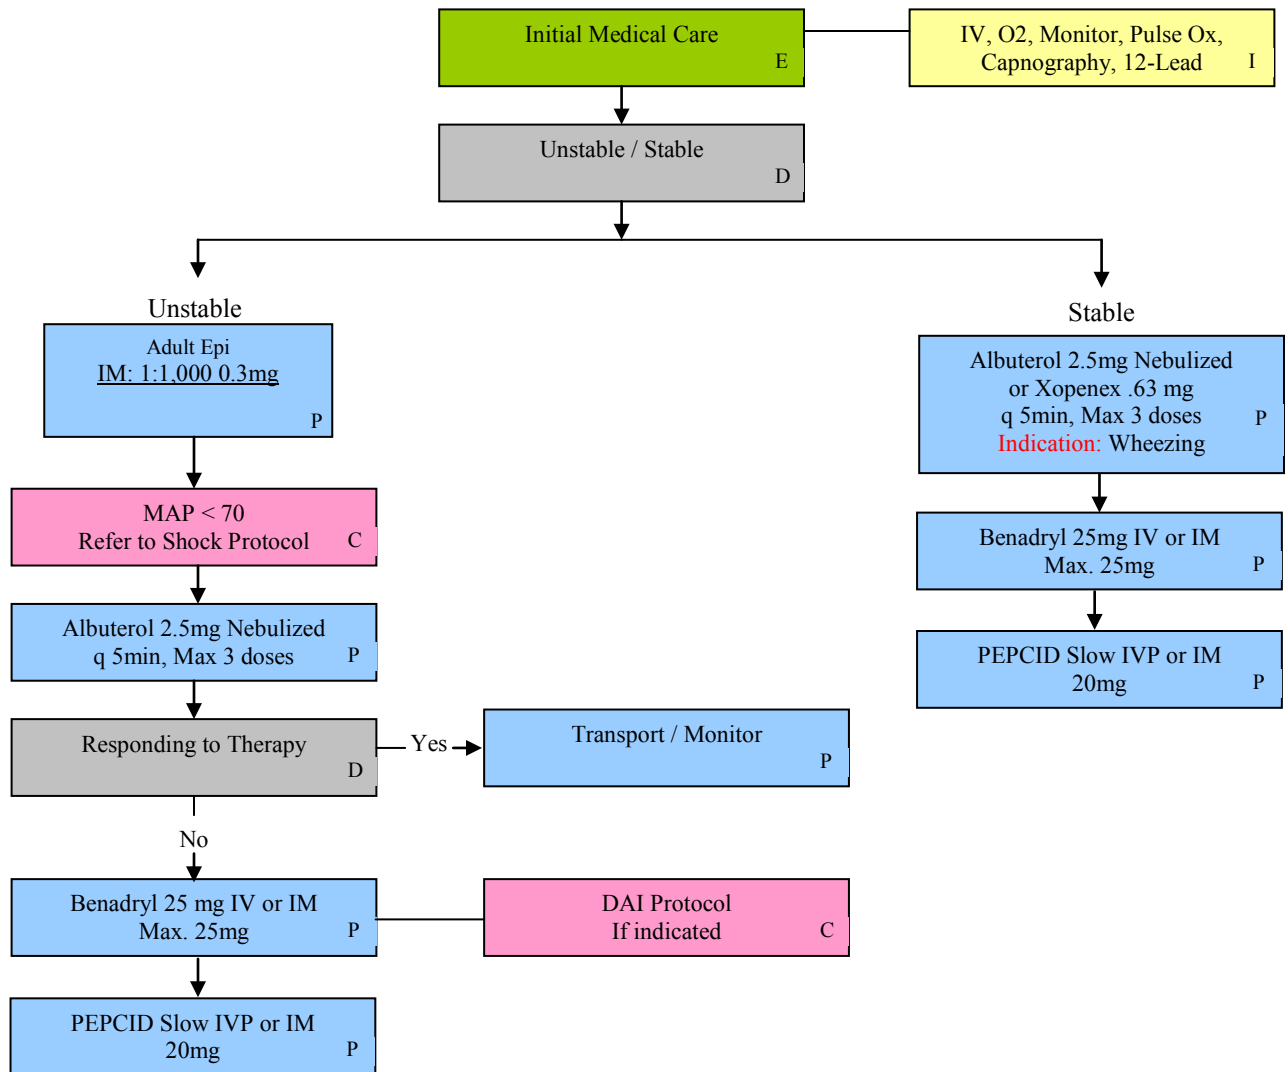 Initial Medical Care
E
IV, O2, Monitor, Pulse Ox,
Capnography, 12-Lead I
Unstable / Stable
D
Unstable
Adult Epi
IM: 1:1,000 0.3mg
P
MAP < 70
Refer to Shock Protocol C
Albuterol 2.5mg Nebulized
q 5min, Max 3 doses P
Responding to Therapy
D
Yes
Transport / Monitor
P
No
Benadryl 25 mg IV or IM
Max. 25mg P
DAI Protocol
If indicated C
PEPCID Slow IVP or IM
20mg P
Stable
Albuterol 2.5mg Nebulized
or Xopenex .63 mg
q 5min, Max 3 doses P
Indication: Wheezing
Benadryl 25mg IV or IM
Max. 25mg P
PEPCID Slow IVP or IM
20mg P